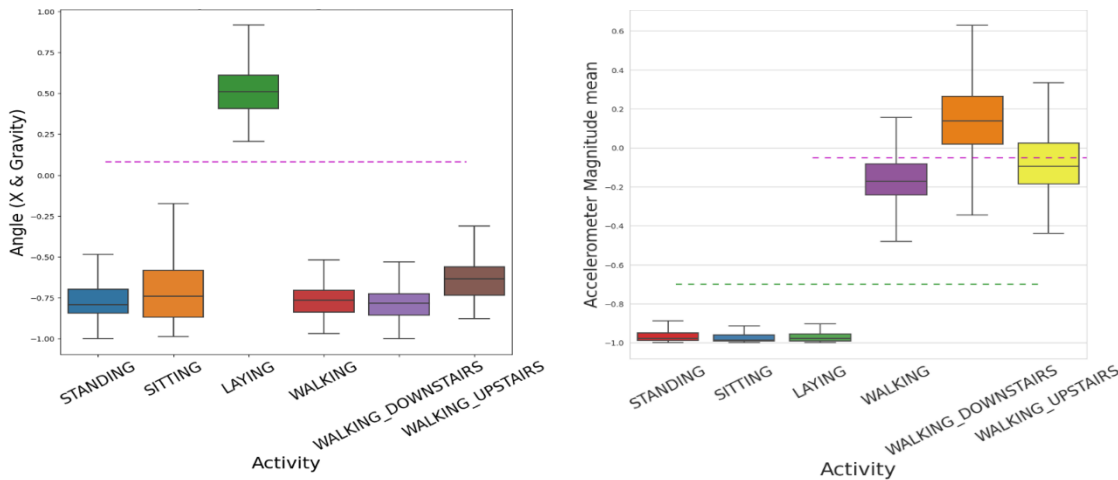 1.00
0.75
0.50
0.25
0.00
−0.25
−0.50
−0.75
−1.00
Angle (X & Gravity)
STANDING
SITTING
LAYING
WALKING
WALKING_DOWNSTAIRS
WALKING_UPSTAIRS
Activity
0.6
0.4
0.2
0.0
−0.2
−0.4
−0.6
−0.8
−1.0
Accelerometer Magnitude mean
STANDING
SITTING
LAYING
WALKING
WALKING_DOWNSTAIRS
WALKING_UPSTAIRS
Activity